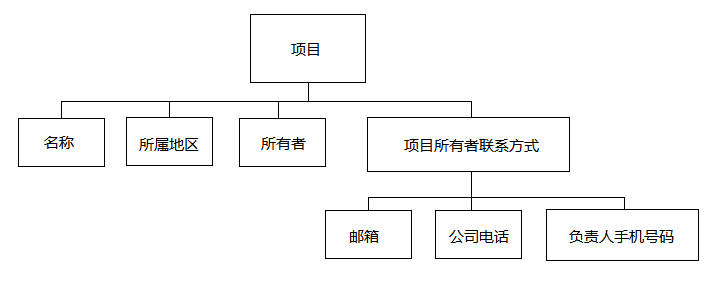 项目
名称
所属地区
所有者
项目所有者联系方式
邮箱
公司电话
负责人手机号码